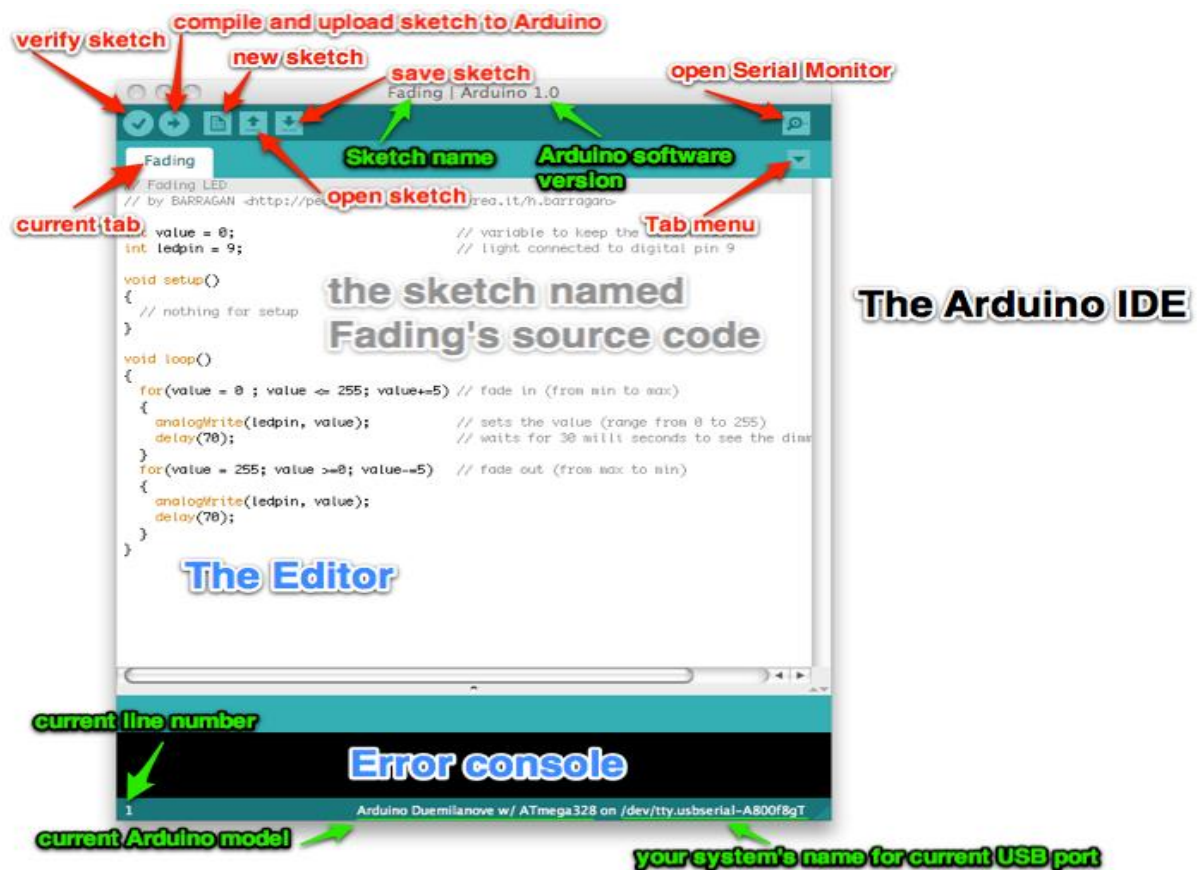 compile and upload sketch to Arduino
verify sketch
new sketch
save sketch
open Serial Monitor
Fading | Arduino 1.0
Sketch name
Arduino software
version
Fading
open sketch
current tab
Tab menu
// Fading LED
// by BARRAGAN <http://pe rea.it/h.barragan>
int value = 0; // variable to keep the
int ledpin = 9; // light connected to digital pin 9
void setup()
{
// nothing for setup
}
the sketch named
Fading's source code
The Arduino IDE
void loop()
{
for(value = 0 ; value <= 255; value+=5) // fade in (from min to max)
{
analogWrite(ledpin, value); // sets the value (range from 0 to 255)
delay(70); // waits for 30 milli seconds to see the dimm
}
for(value = 255; value >=0; value-=5) // fade out (from max to min)
{
analogWrite(ledpin, value);
delay(70);
}
}
The Editor
current line number
Error console
1
Arduino Duemilanove w/ ATmega328 on /dev/tty.usbserial-A800f8gT
current Arduino model
your system's name for current USB port